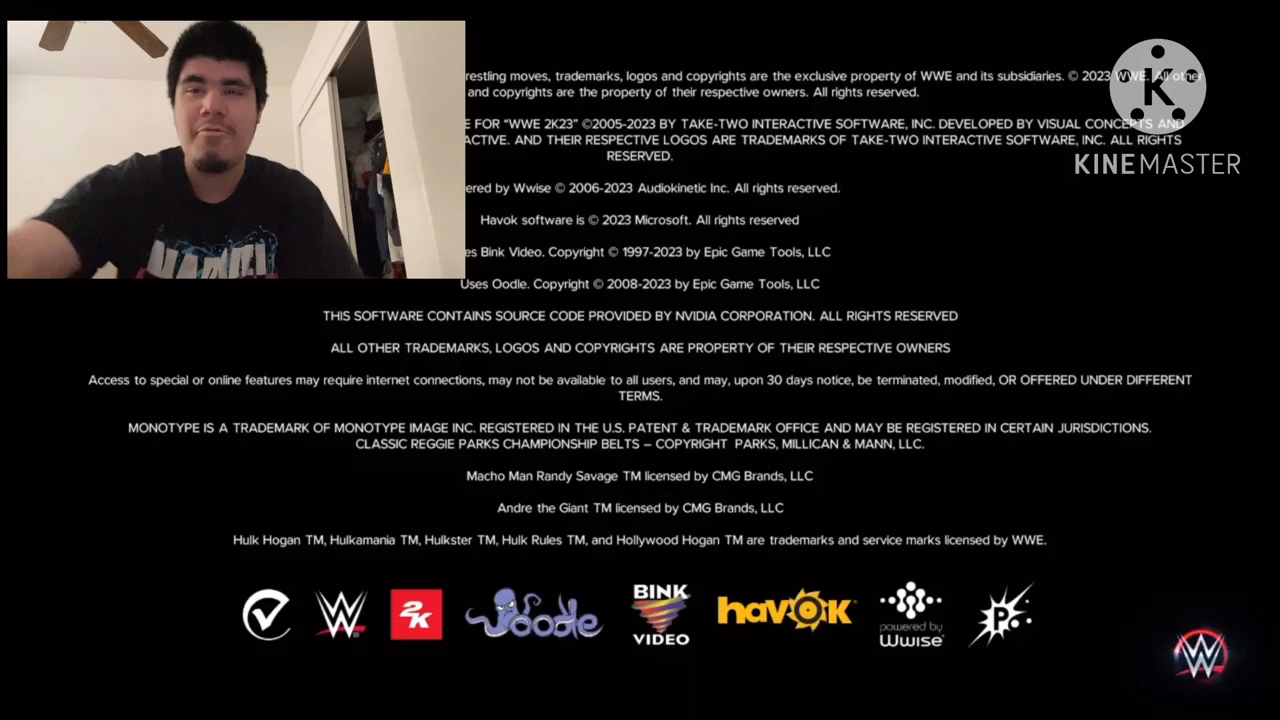 restling moves, trademarks, logos and copyrights are the exclusive property of WWE and its subsidiaries. © 2023 WWE. All other
and copyrights are the property of their respective owners. All rights reserved.
E FOR “WWE 2K23” ©2005-2023 BY TAKE-TWO INTERACTIVE SOFTWARE, INC. DEVELOPED BY VISUAL CONCEPTS AND
ACTIVE. AND THEIR RESPECTIVE LOGOS ARE TRADEMARKS OF TAKE-TWO INTERACTIVE SOFTWARE, INC. ALL RIGHTS
RESERVED.
K
KINEMASTER
ered by Wwise © 2006-2023 Audiokinetic Inc. All rights reserved.
Havok software is © 2023 Microsoft. All rights reserved
es Bink Video. Copyright © 1997-2023 by Epic Game Tools, LLC
Uses Oodle. Copyright © 2008-2023 by Epic Game Tools, LLC
THIS SOFTWARE CONTAINS SOURCE CODE PROVIDED BY NVIDIA CORPORATION. ALL RIGHTS RESERVED
ALL OTHER TRADEMARKS, LOGOS AND COPYRIGHTS ARE PROPERTY OF THEIR RESPECTIVE OWNERS
Access to special or online features may require internet connections, may not be available to all users, and may, upon 30 days notice, be terminated, modified, OR OFFERED UNDER DIFFERENT
TERMS.
MONOTYPE IS A TRADEMARK OF MONOTYPE IMAGE INC. REGISTERED IN THE U.S. PATENT & TRADEMARK OFFICE AND MAY BE REGISTERED IN CERTAIN JURISDICTIONS.
CLASSIC REGGIE PARKS CHAMPIONSHIP BELTS – COPYRIGHT PARKS, MILLICAN & MANN, LLC.
Macho Man Randy Savage TM licensed by CMG Brands, LLC
Andre the Giant TM licensed by CMG Brands, LLC
Hulk Hogan TM, Hulkamania TM, Hulkster TM, Hulk Rules TM, and Hollywood Hogan TM are trademarks and service marks licensed by WWE.
W 2K oodle BINK VIDEO havok powered by Wwise P
W